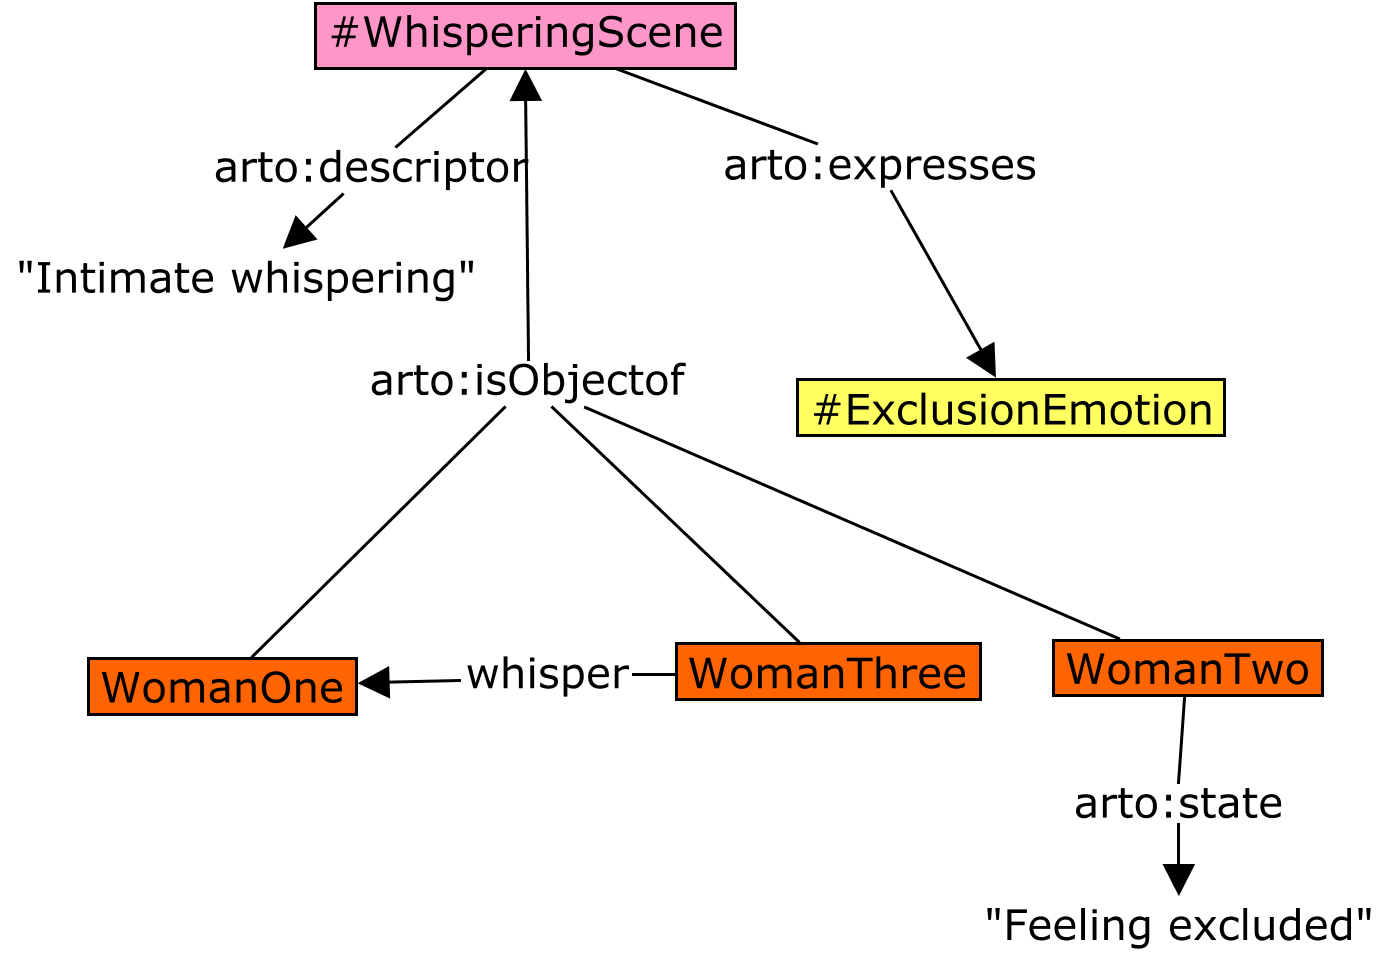 #WhisperingScene
arto:descriptor
arto:expresses
"Intimate whispering"
arto:isObjectof
#ExclusionEmotion
WomanOne
whisper
WomanThree
WomanTwo
arto:state
"Feeling excluded"